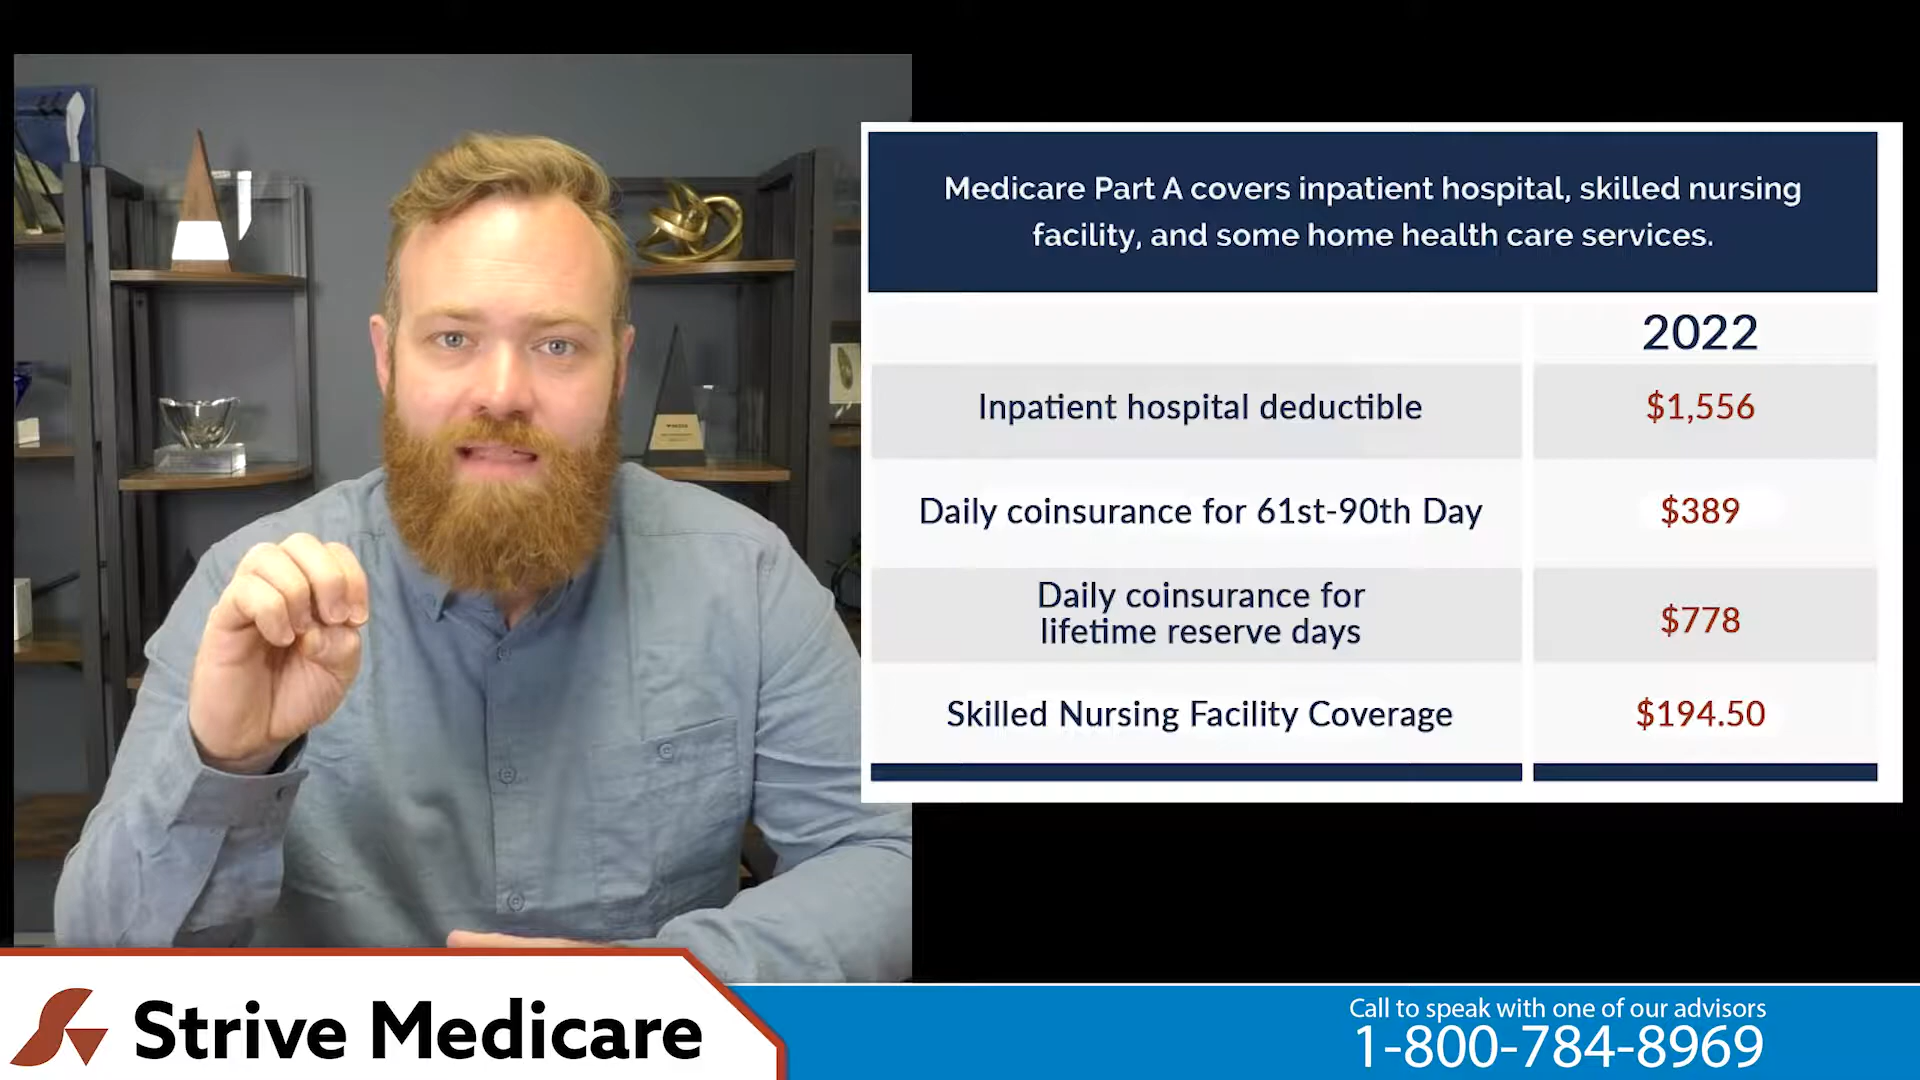 Medicare Part A covers inpatient hospital, skilled nursing
facility, and some home health care services.
2022
Inpatient hospital deductible
$1,556
Daily coinsurance for 61st-90th Day
$389
Daily coinsurance for
lifetime reserve days
$778
Skilled Nursing Facility Coverage
$194.50
Strive Medicare
Call to speak with one of our advisors
1-800-784-8969